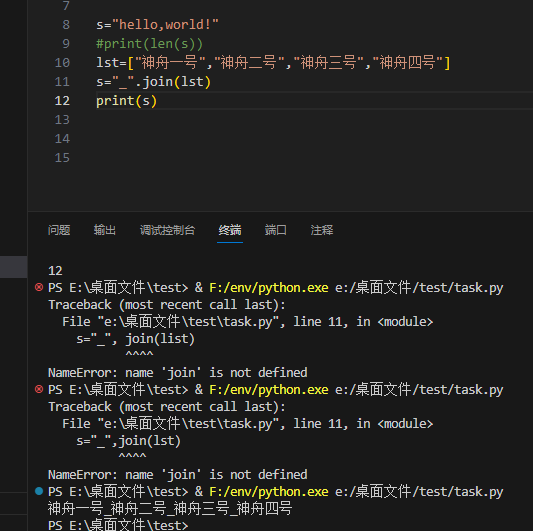 7
8 s="hello,world!"
9 #print(len(s))
10 lst=["神舟一号","神舟二号","神舟三号","神舟四号"]
11 s="_".join(lst)
12 print(s)
13
14
15
问题 输出 调试控制台 终端 端口 注释
12
PS E:\桌面文件\test> & F:/env/python.exe e:/桌面文件/test/task.py
Traceback (most recent call last):
  File "e:\桌面文件\test\task.py", line 11, in <module>
    s="_", join(list)
           ^^^^
NameError: name 'join' is not defined
PS E:\桌面文件\test> & F:/env/python.exe e:/桌面文件/test/task.py
Traceback (most recent call last):
  File "e:\桌面文件\test\task.py", line 11, in <module>
    s="_",join(lst)
          ^^^^
NameError: name 'join' is not defined
PS E:\桌面文件\test> & F:/env/python.exe e:/桌面文件/test/task.py
神舟一号_神舟二号_神舟三号_神舟四号
PS E:\桌面文件\test>